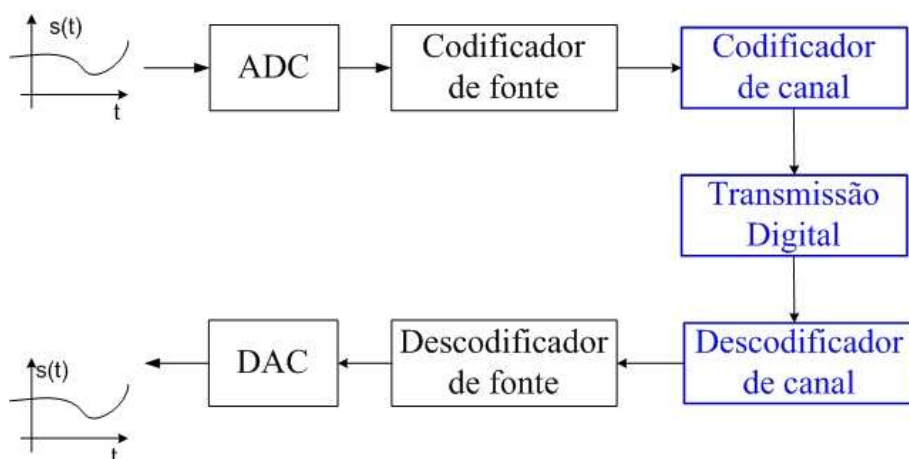 s(t)
t
ADC
Codificador
de fonte
Codificador
de canal
Transmissão
Digital
Descodificador
de canal
Descodificador
de fonte
DAC
s(t)
t